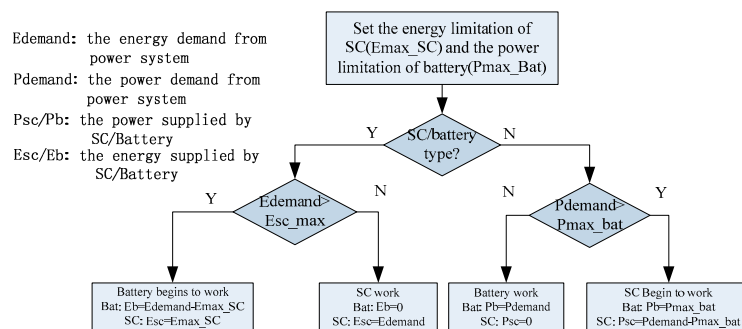 Edemand: the energy demand from
power system
Pdemand: the power demand from
power system
Psc/Pb: the power supplied by
SC/Battery
Esc/Eb: the energy supplied by
SC/Battery
Set the energy limitation of
SC(Emax_SC) and the power
limitation of battery(Pmax_Bat)
Y
SC/battery
type?
N
Y
Edemand>
Esc_max
N
N
Pdemand>
Pmax_bat
Y
Battery begins to work
Bat: Eb=Edemand-Emax_SC
SC: Esc=Emax_SC
SC work
Bat: Eb=0
SC: Esc=Edemand
Battery work
Bat: Pb=Pdemand
SC: Psc=0
SC Begin to work
Bat: Pb=Pmax_bat
SC: Psc=Pdemand-Pmax_bat